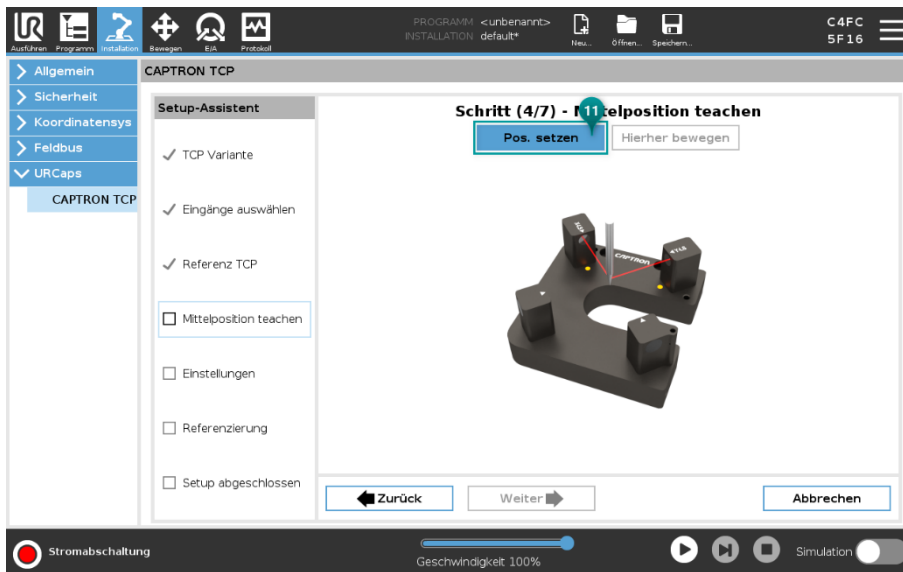 PROGRAMM <unbenannt>
INSTALLATION default*
C4FC
5F16
Ausführen Programm Installation Bewegen E/A Protokoll Neu... Öffnen... Speichern...
Allgemein
Sicherheit
Koordinatensys
Feldbus
URCaps
CAPTRON TCP
CAPTRON TCP
Setup-Assistent
TCP Variante
Eingänge auswählen
Referenz TCP
Mittelposition teachen
Einstellungen
Referenzierung
Setup abgeschlossen
Schritt (4/7) - telposition teachen
11
Pos. setzen Hierher bewegen
CAPTRON
Zurück Weiter Abbrechen
Stromabschaltung
Geschwindigkeit 100%
Simulation